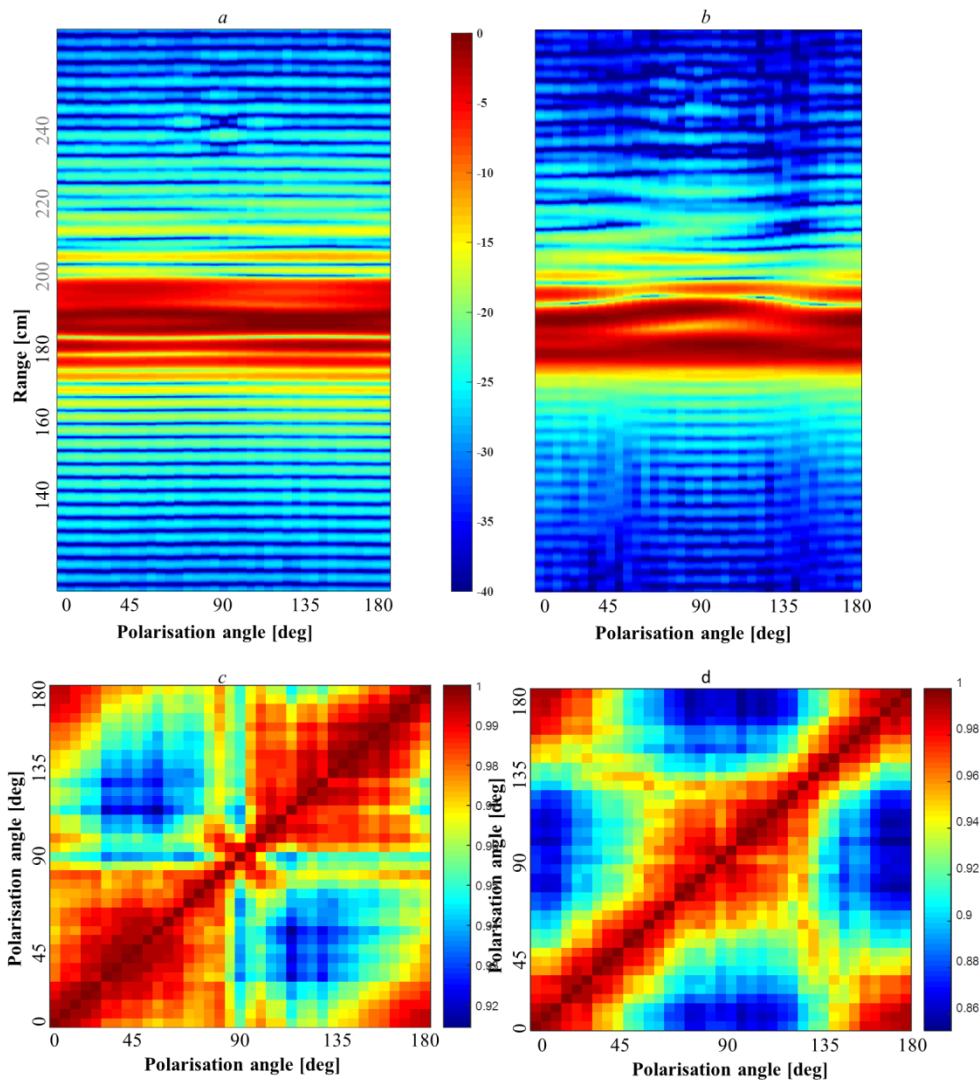 a
b
240
220
200
180
160
140
Range [cm]
0
-5
-10
-15
-20
-25
-30
-35
-40
0 45 90 135 180
Polarisation angle [deg]
0 45 90 135 180
Polarisation angle [deg]
c
d
180
135
90
45
0
Polarisation angle [deg]
1
0.99
0.98
0.92
180
135
90
45
0
Polarisation angle [deg]
1
0.98
0.96
0.94
0.92
0.9
0.88
0.86
0 45 90 135 180
Polarisation angle [deg]
0 45 90 135 180
Polarisation angle [deg]